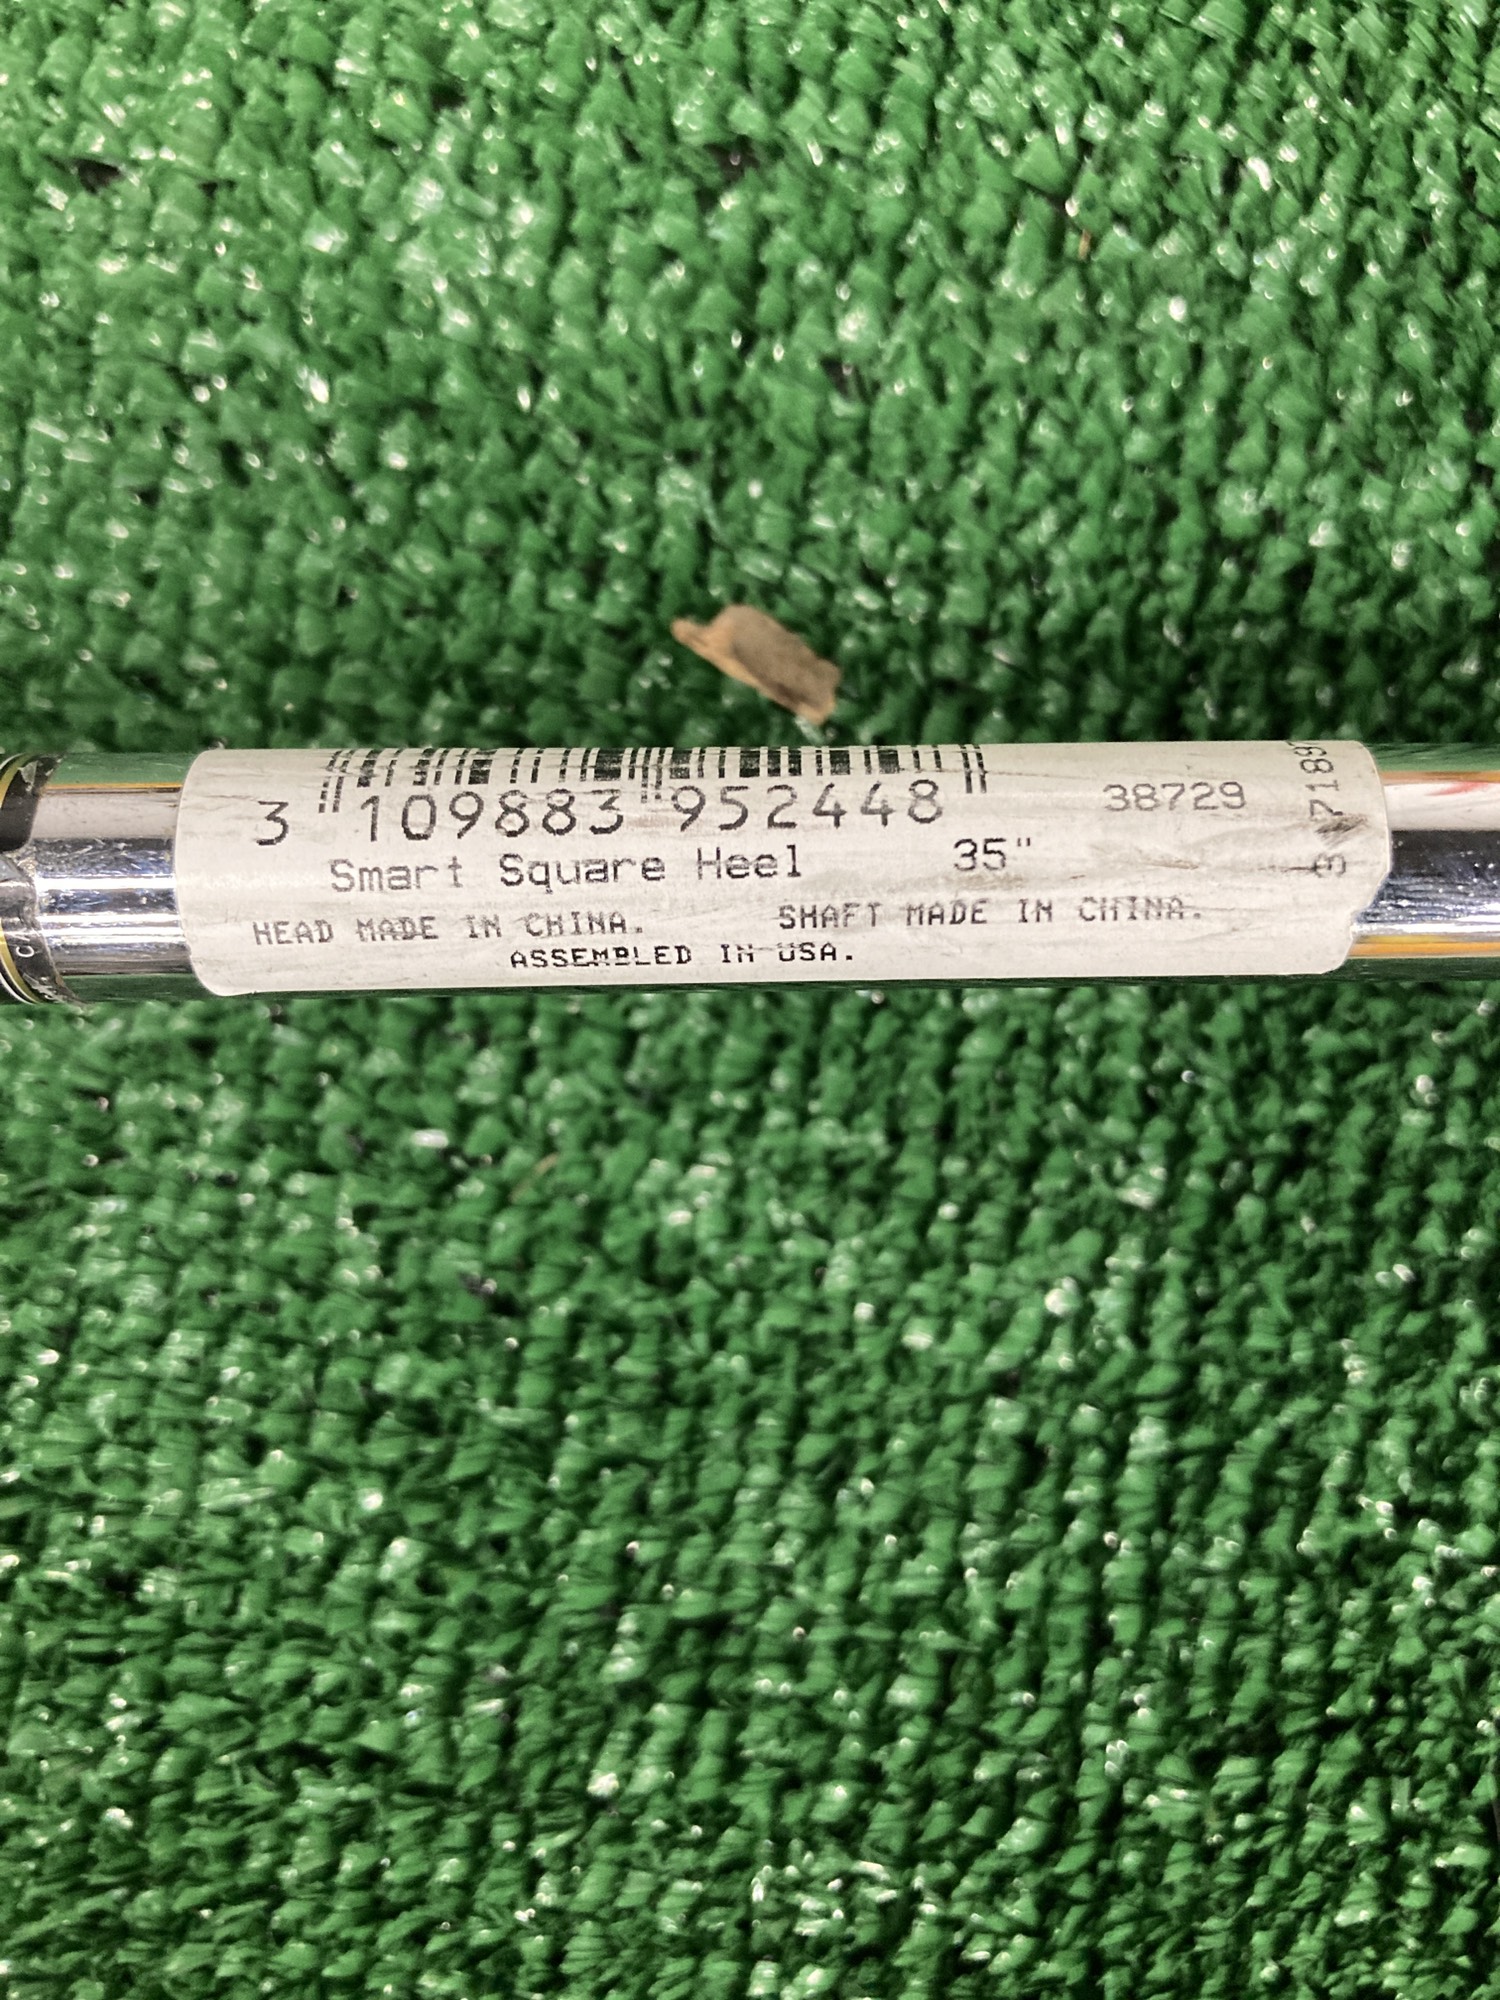 3 109883 952448 38729
Smart Square Heel 35"
HEAD MADE IN CHINA. SHAFT MADE IN CHINA.
ASSEMBLED IN USA.